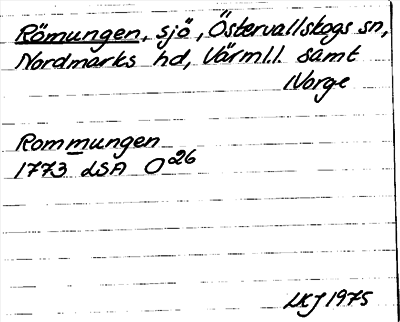 Römungen, sjö, Östervallskogs sn,
Nordmarks hd, Värml.l. samt
Norge
Rommungen
1773 LSA O26
LKJ 1975